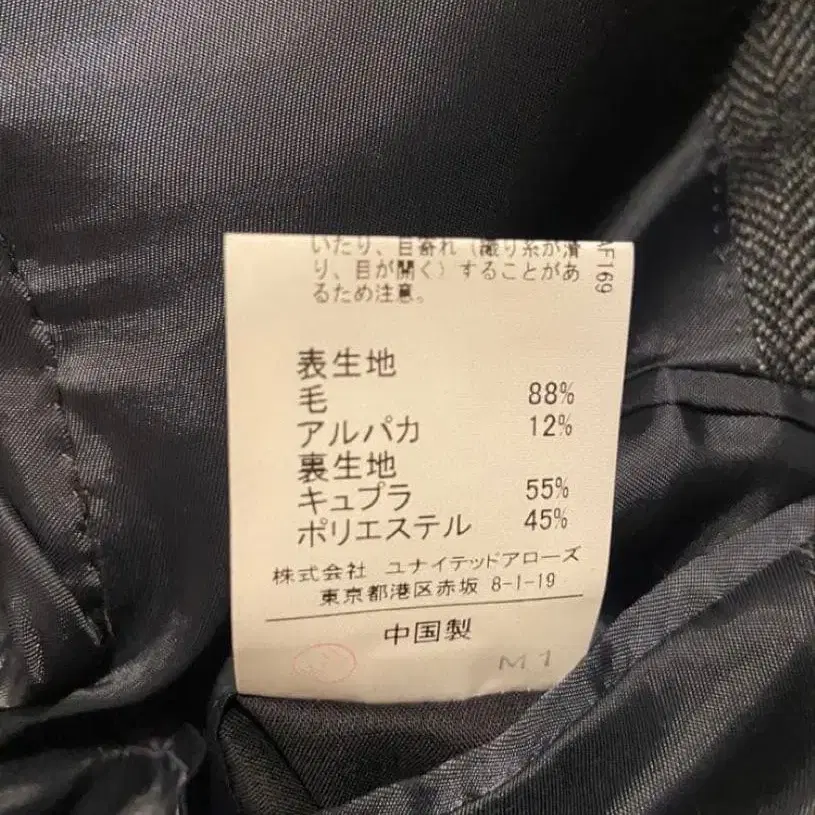 いたり、目寄れ（織り糸が滑
り、目が開く）することがあ
るため注意。
AF169
表生地
毛 88%
アルパカ 12%
裏生地
キュプラ 55%
ポリエステル 45%
株式会社 ユナイテッドアローズ
東京都港区赤坂 8-1-19
中国製
M1